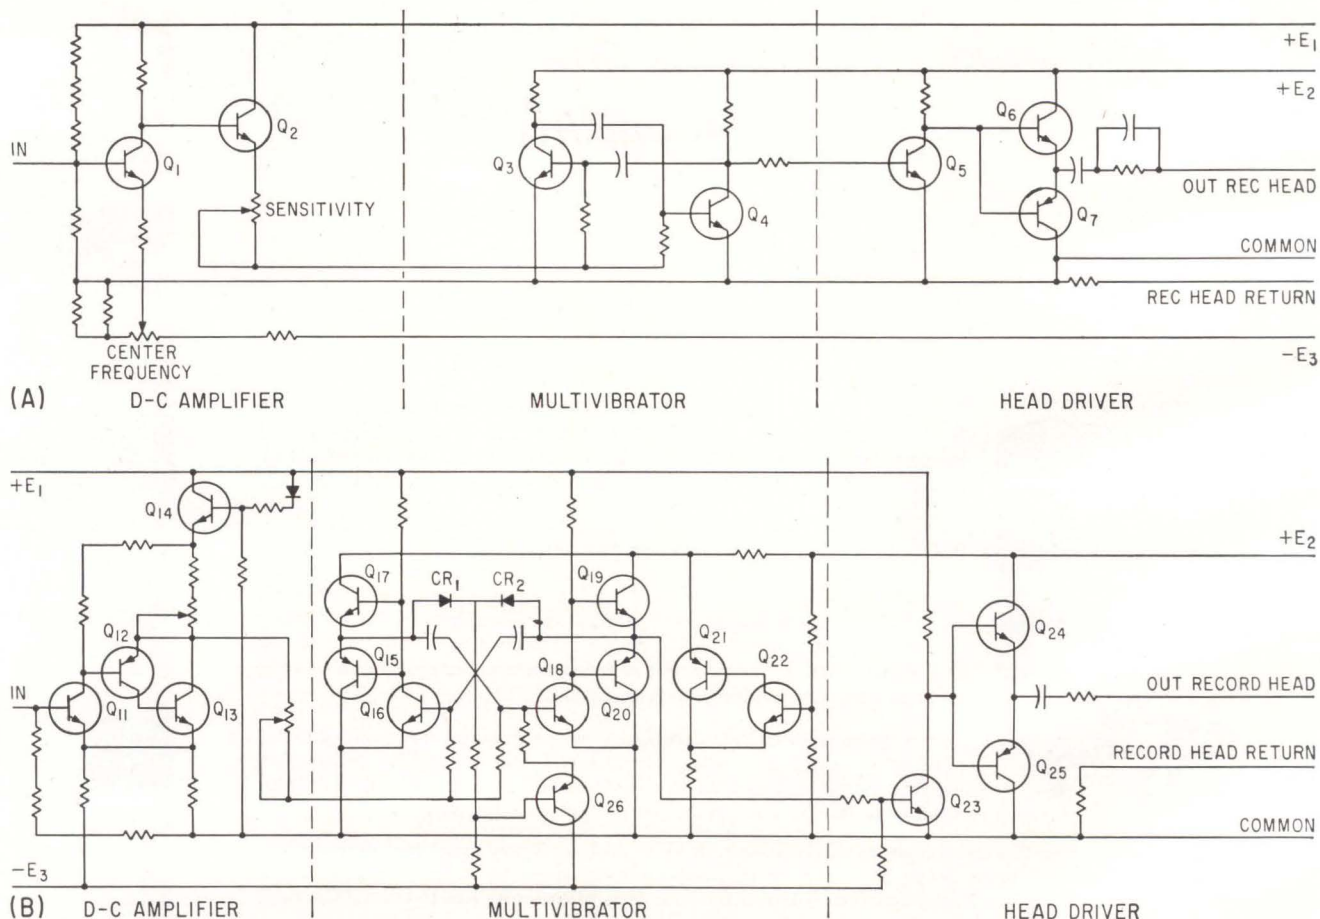 +E1
+E2
Q6
Q2
IN
Q1
Q3
Q5
OUT REC HEAD
SENSITIVITY
Q4
Q7
COMMON
REC HEAD RETURN
CENTER
FREQUENCY
-E3
(A)
D-C AMPLIFIER
MULTIVIBRATOR
HEAD DRIVER
+E1
Q14
+E2
Q17
CR1
CR2
Q19
Q24
Q12
Q15
Q18
Q21
Q22
IN
Q11
Q13
Q16
Q20
OUT RECORD HEAD
RECORD HEAD RETURN
Q25
Q26
Q23
COMMON
-E3
(B)
D-C AMPLIFIER
MULTIVIBRATOR
HEAD DRIVER